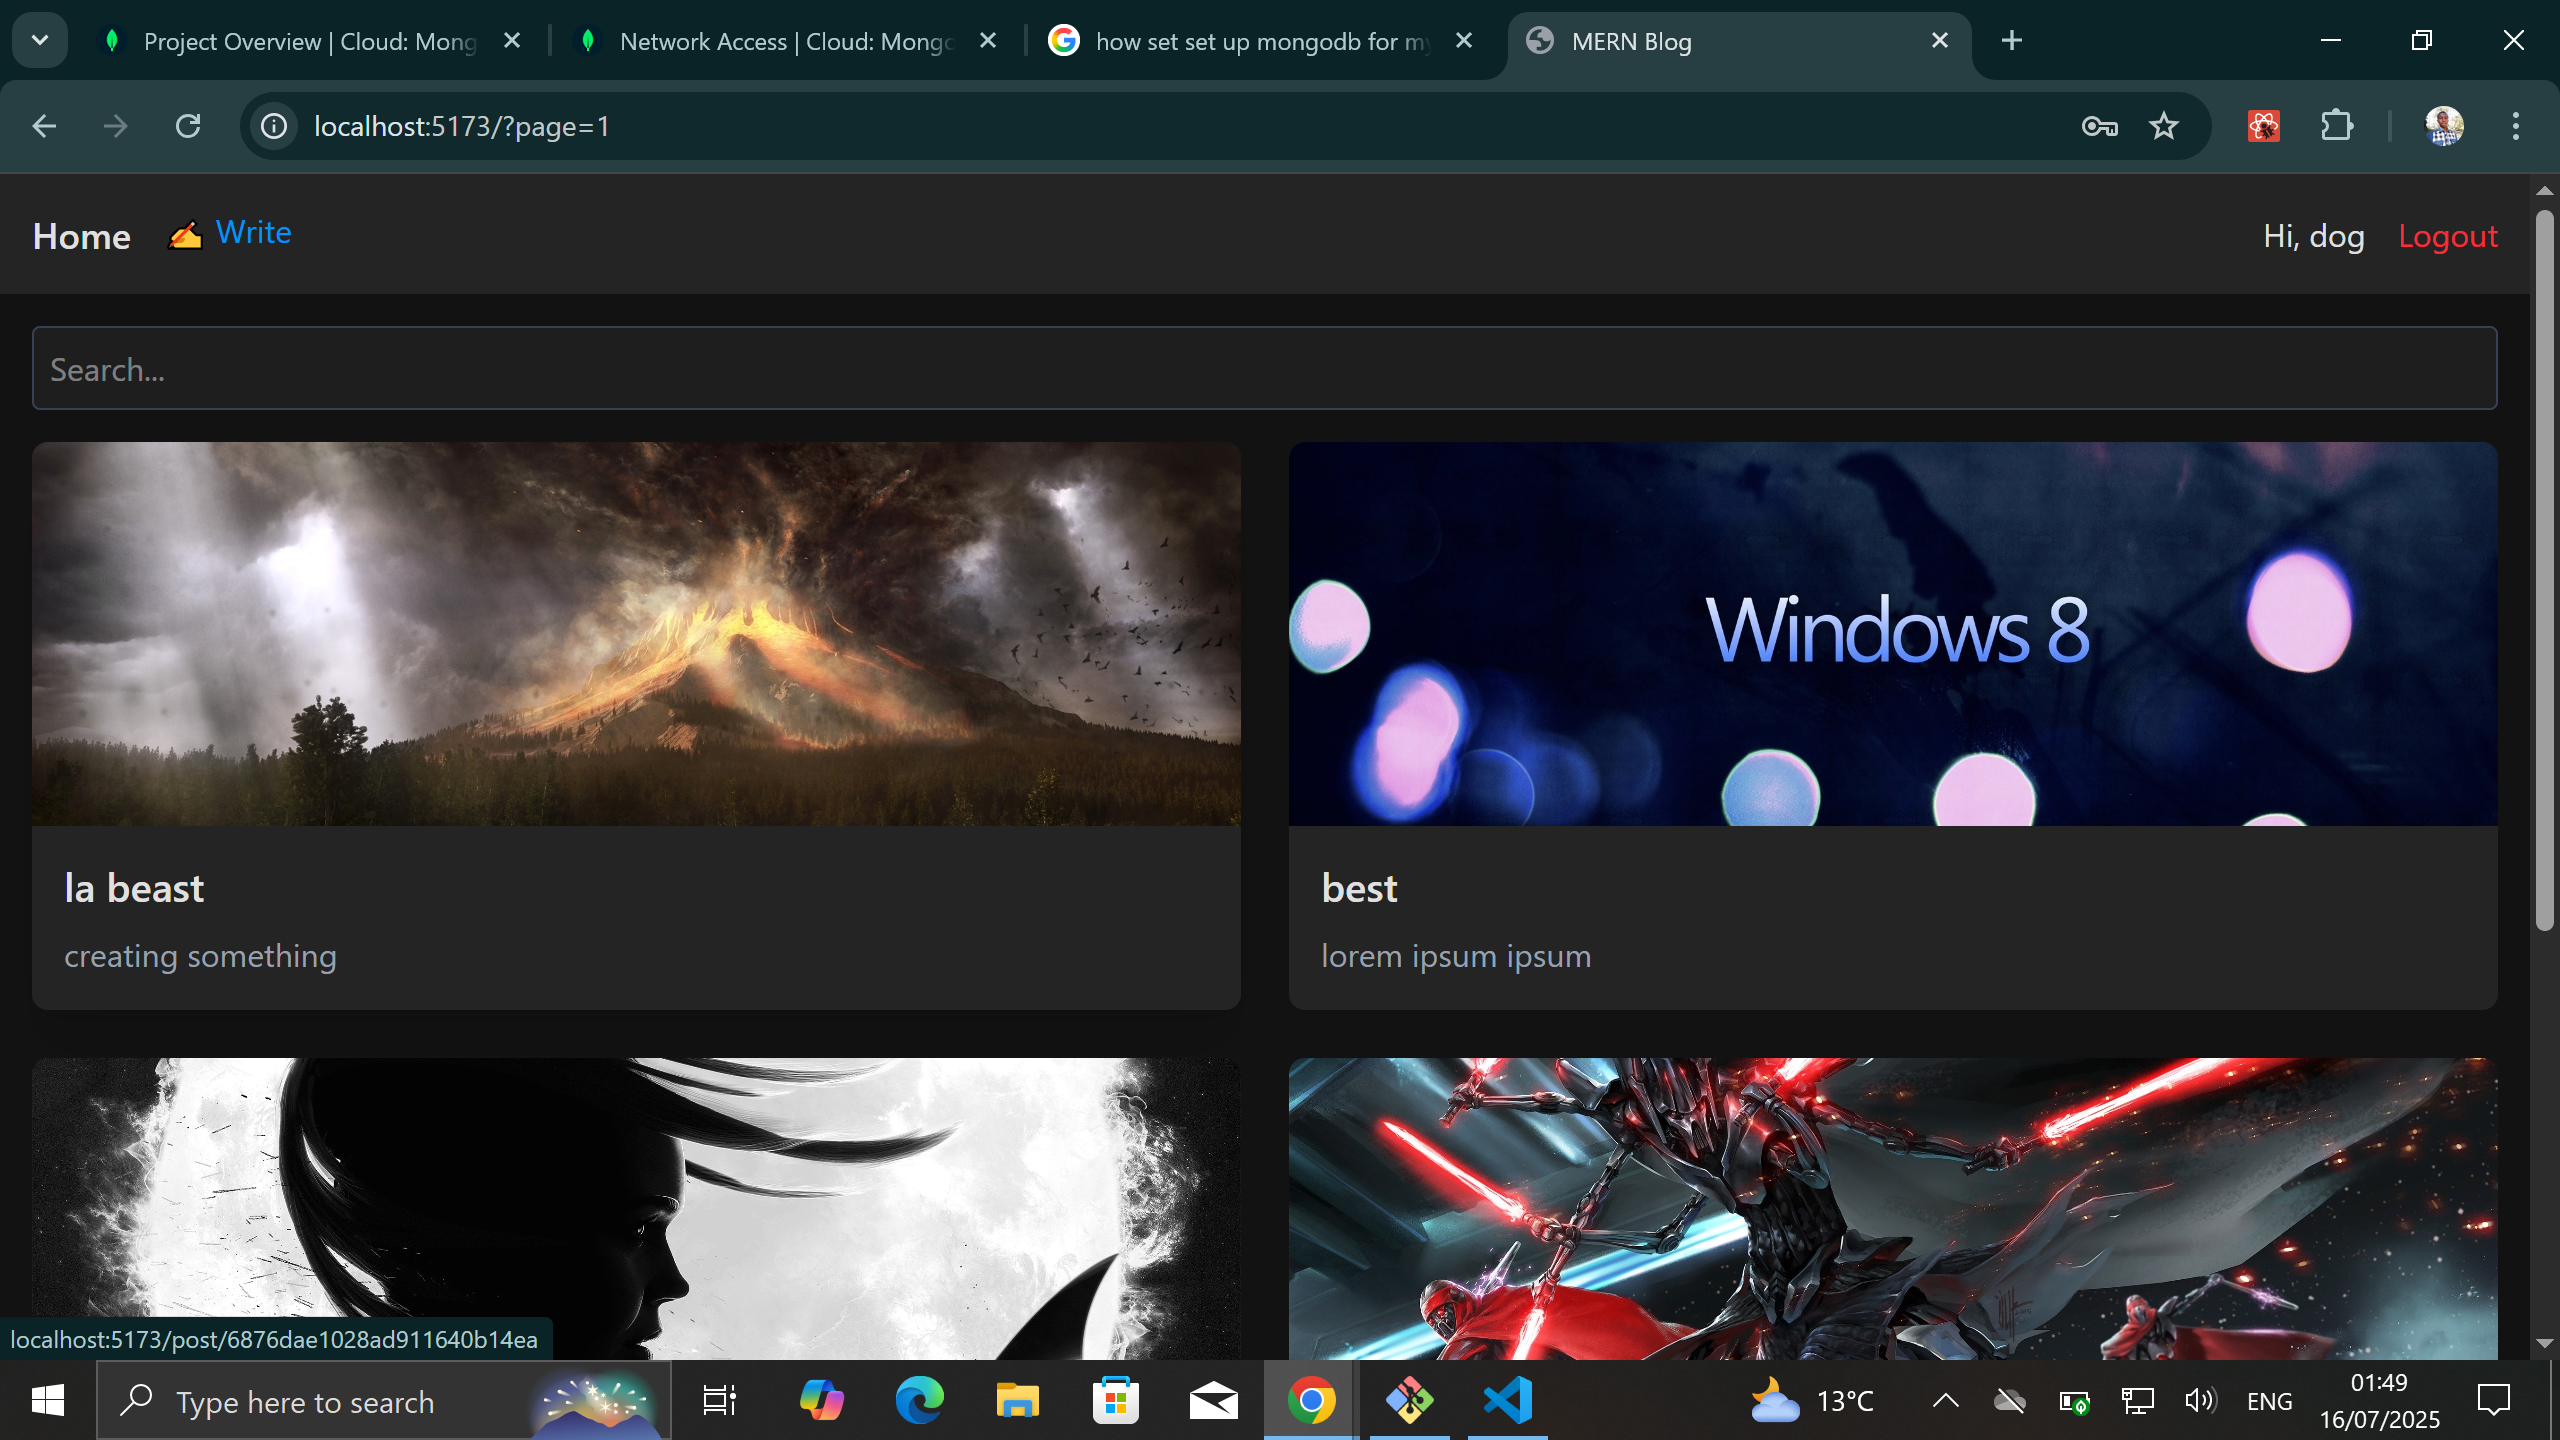 Project Overview | Cloud: Mong
Network Access | Cloud: Mongo
how set set up mongodb for my
MERN Blog
localhost:5173/?page=1
Home
✍️ Write
Hi, dog
Logout
Search...
Windows 8
la beast
creating something
best
lorem ipsum ipsum
localhost:5173/post/6876dae1028ad911640b14ea
Type here to search
13°C
ENG
01:49
16/07/2025